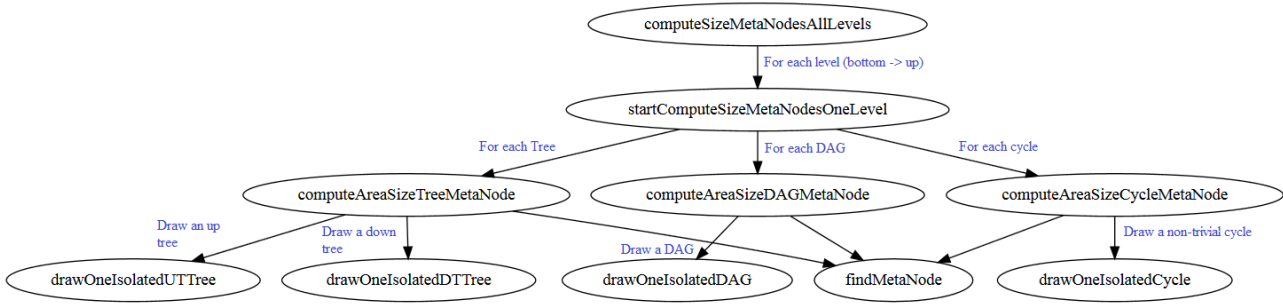 computeSizeMetaNodesAllLevels
For each level (bottom -> up)
startComputeSizeMetaNodesOneLevel
For each Tree
For each DAG
For each cycle
computeAreaSizeTreeMetaNode
computeAreaSizeDAGMetaNode
computeAreaSizeCycleMetaNode
Draw an up
tree
Draw a down
tree
Draw a DAG
Draw a non-trivial cycle
drawOneIsolatedUTTree
drawOneIsolatedDTTree
drawOneIsolatedDAG
findMetaNode
drawOneIsolatedCycle